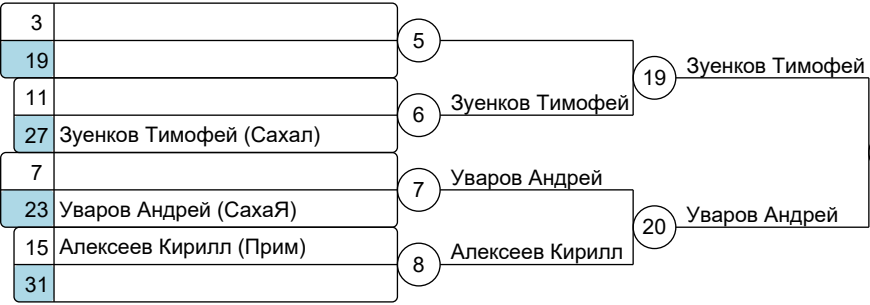 3
5
19
19 Зуенков Тимофей
11
6 Зуенков Тимофей
27 Зуенков Тимофей (Сахал)
7
7 Уваров Андрей
23 Уваров Андрей (СахаЯ)
20 Уваров Андрей
15 Алексеев Кирилл (Прим)
8 Алексеев Кирилл
31